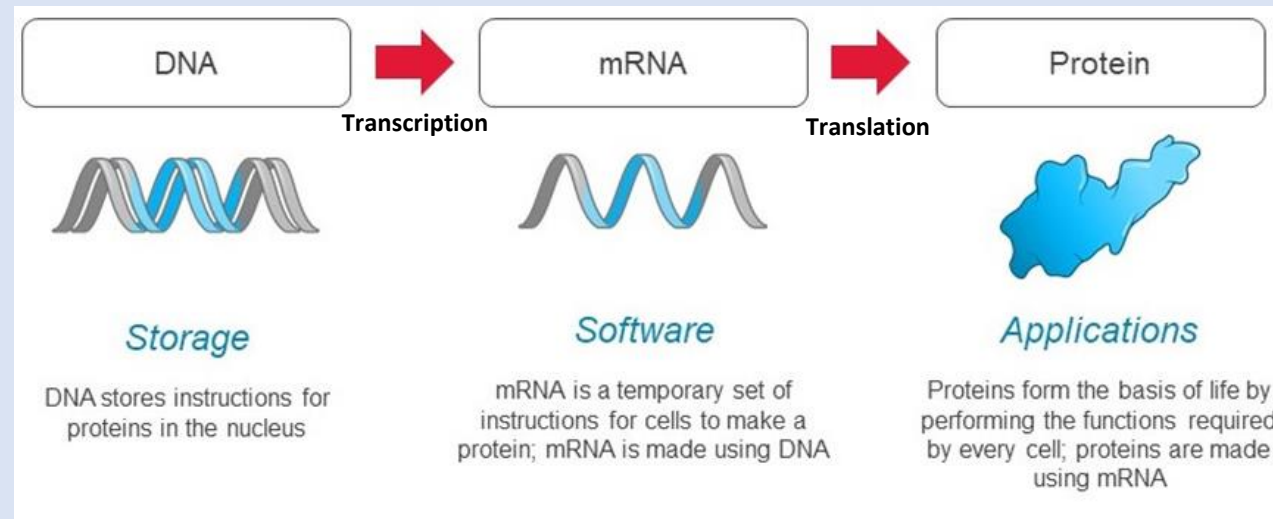 DNA
mRNA
Protein
Transcription
Translation
Storage
DNA stores instructions for
proteins in the nucleus
Software
mRNA is a temporary set of
instructions for cells to make a
protein; mRNA is made using DNA
Applications
Proteins form the basis of life by
performing the functions required
by every cell; proteins are made
using mRNA